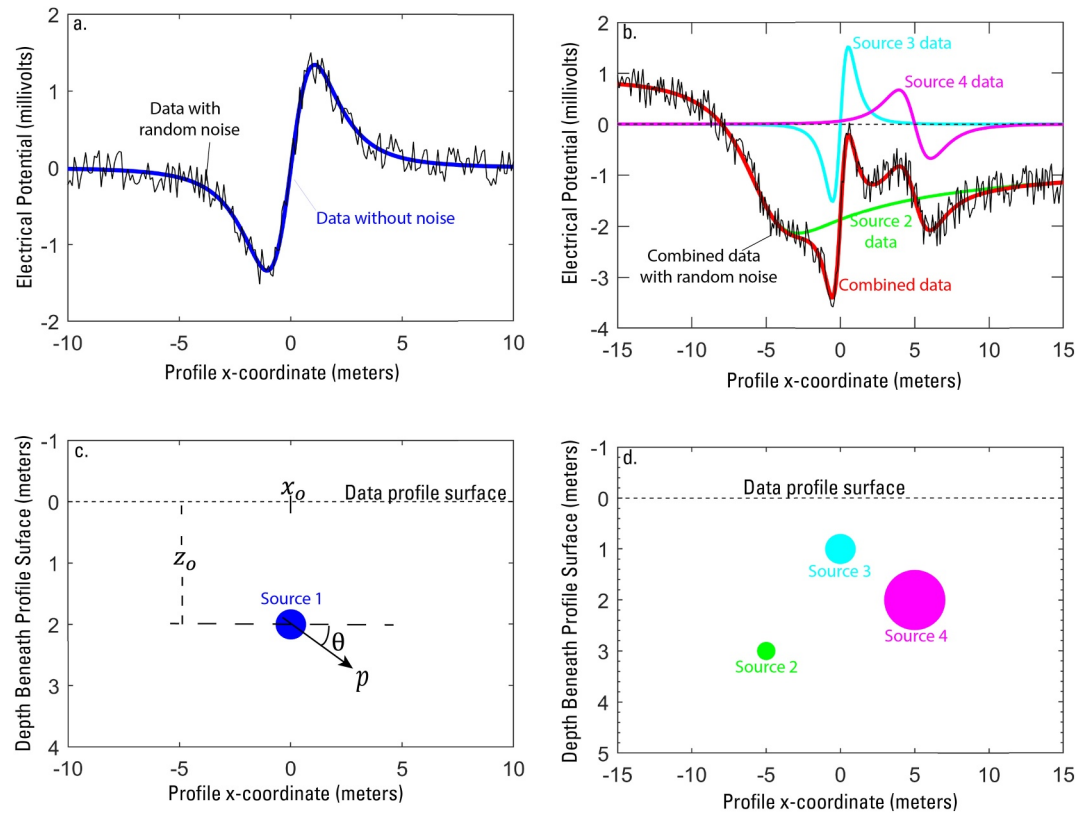 a.
Electrical Potential (millivolts)
2
1
0
-1
-2
Data with
random noise
Data without noise
-10
-5
0
5
10
Profile x-coordinate (meters)
b.
Electrical Potential (millivolts)
2
1
0
-1
-2
-3
-4
Source 3 data
Source 4 data
Source 2
data
Combined data
with random noise
Combined data
-15
-10
-5
0
5
10
15
Profile x-coordinate (meters)
c.
Depth Beneath Profile Suface (meters)
-1
0
1
2
3
4
xo
Data profile surface
zo
Source 1
θ
p
-10
-5
0
5
10
Profile x-coordinate (meters)
d.
Depth Beneath Profile Surface (meters)
-1
0
1
2
3
4
5
Data profile surface
Source 3
Source 4
Source 2
-15
-10
-5
0
5
10
15
Profile x-coordinate (meters)